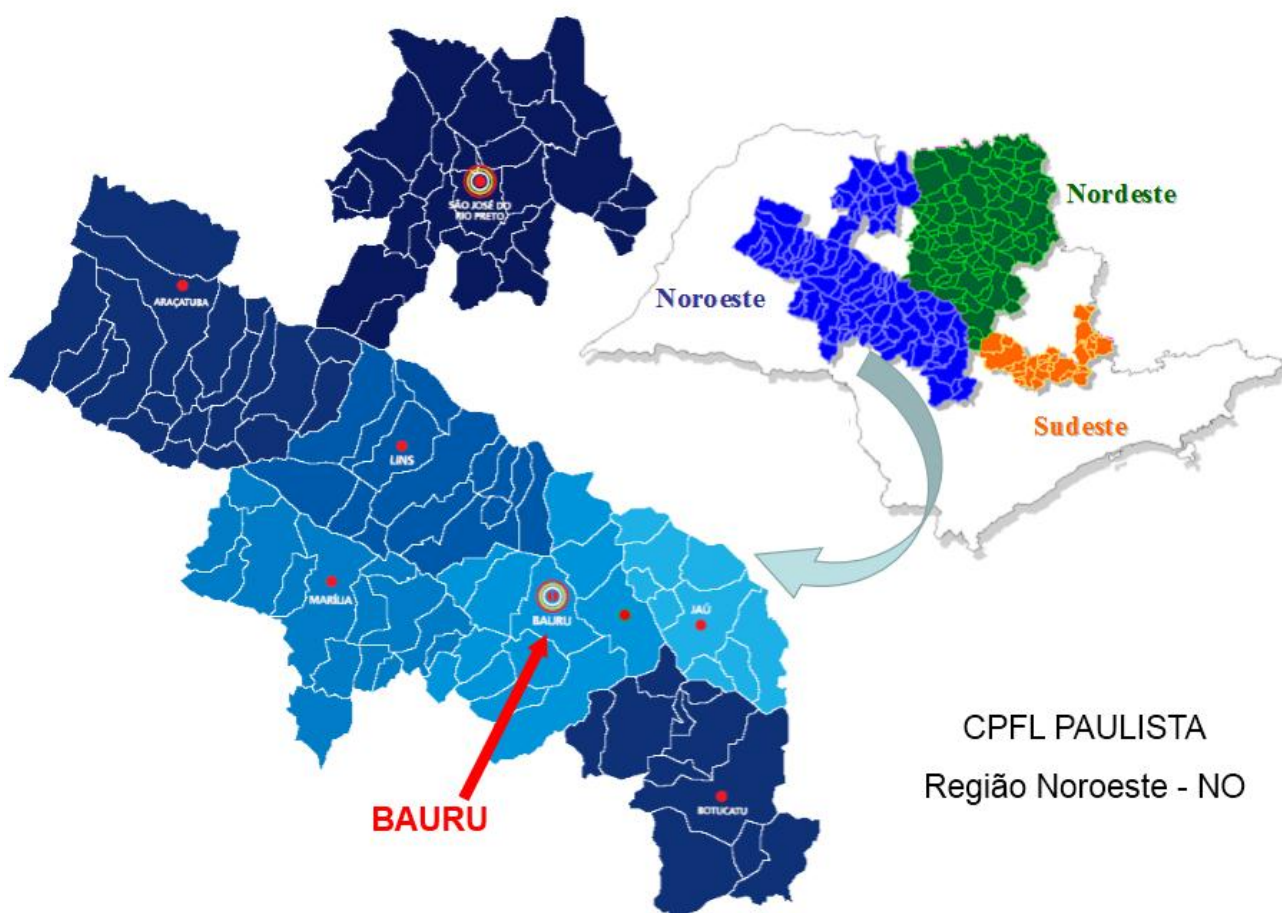 SÃO JOSÉ DO
RIO PRETO
Nordeste
ARAÇATUBA
Noroeste
Sudeste
LINS
MARÍLIA
BAURU
JAÚ
CPFL PAULISTA
Região Noroeste - NO
BOTUCATU
BAURU